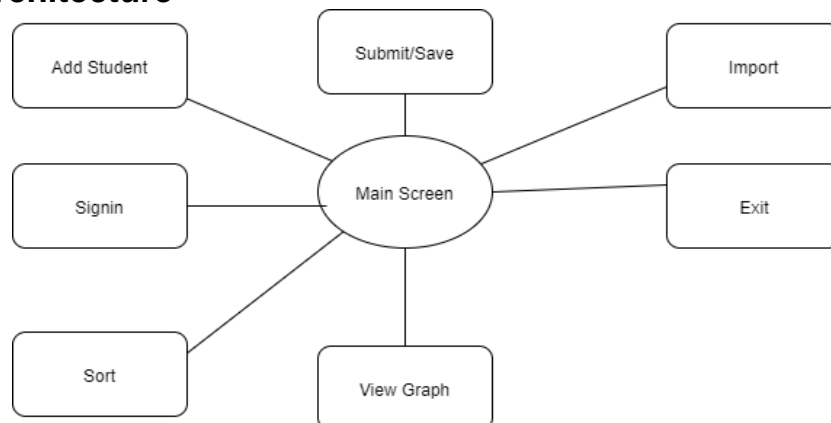 Add Student
Submit/Save
Import
Signin
Main Screen
Exit
Sort
View Graph